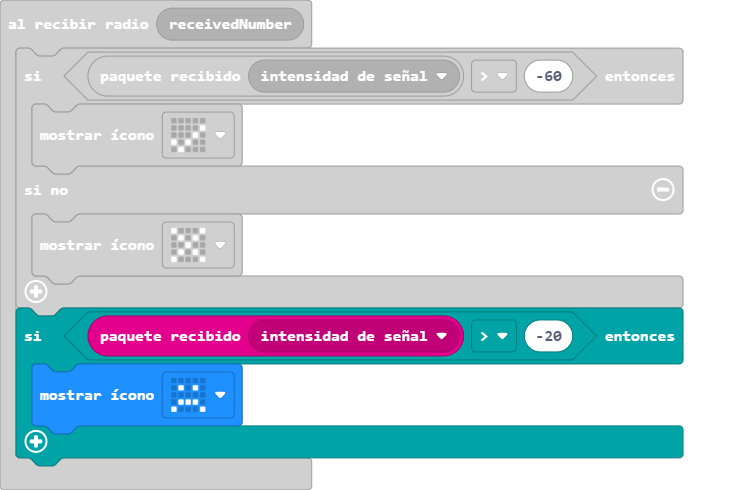 al recibir radio receivedNumber
si paquete recibido intensidad de señal > -60 entonces
mostrar ícono
si no
mostrar ícono
si paquete recibido intensidad de señal > -20 entonces
mostrar ícono